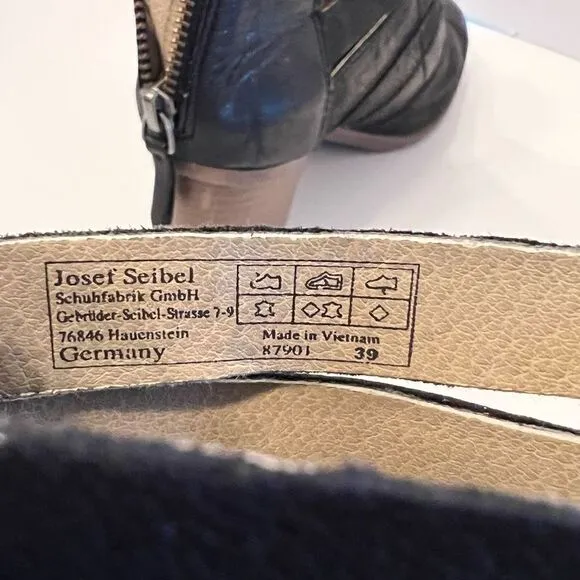 Josef Seibel
Schuhfabrik GmbH
Gebrüder-Seibel-Strasse 7-9
76846 Hauenstein
Germany
Made in Vietnam
87901 39